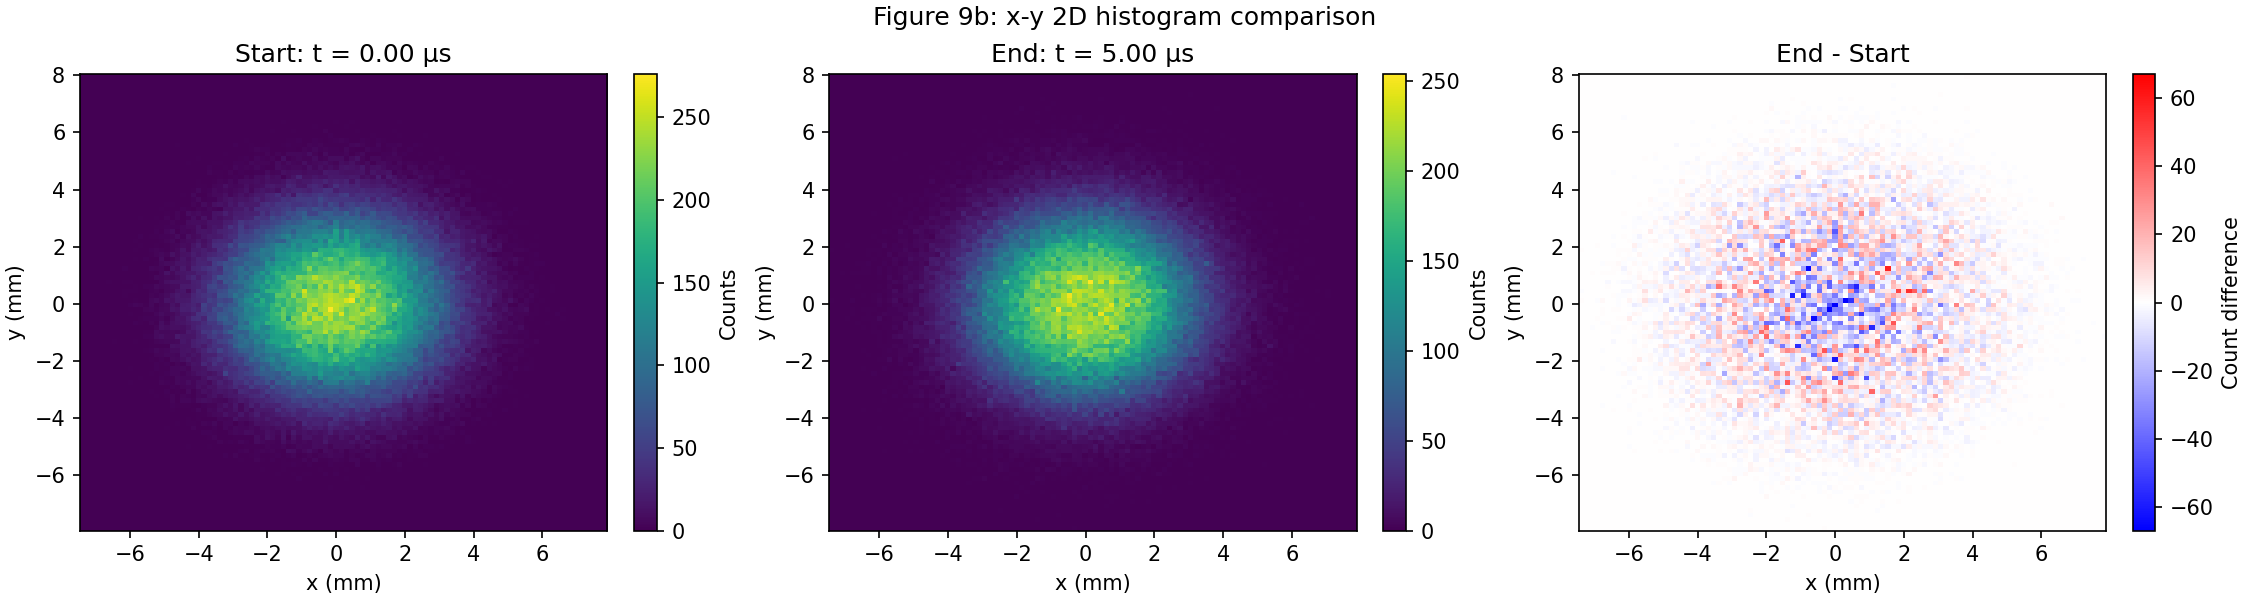 Figure 9b: x-y 2D histogram comparison
Start: t = 0.00 µs
8
6
4
2
0
−2
−4
−6
y (mm)
−6 −4 −2 0 2 4 6
x (mm)
250
200
150
100
50
0
Counts
End: t = 5.00 µs
8
6
4
2
0
−2
−4
−6
y (mm)
−6 −4 −2 0 2 4 6
x (mm)
250
200
150
100
50
0
Counts
End - Start
8
6
4
2
0
−2
−4
−6
y (mm)
−6 −4 −2 0 2 4 6
x (mm)
60
40
20
0
−20
−40
−60
Count difference